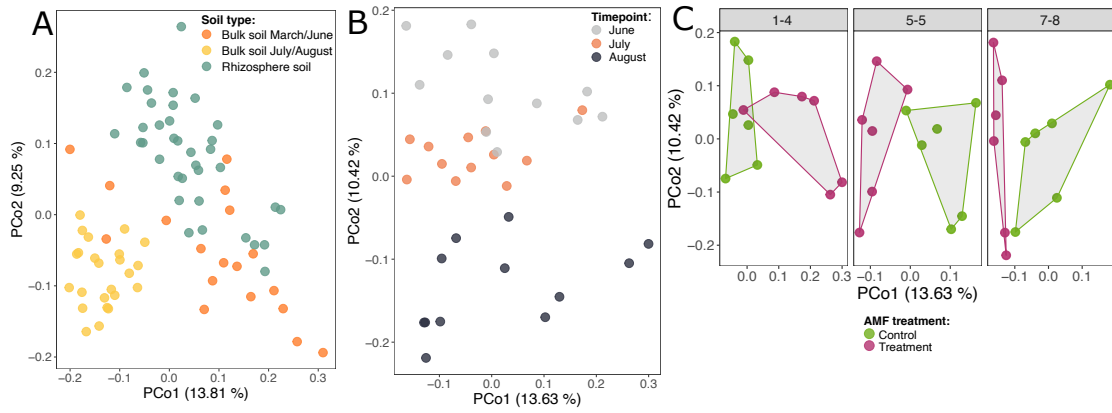 A
Soil type:
Bulk soil March/June
Bulk soil July/August
Rhizosphere soil
0.2
0.1
0.0
−0.1
−0.2
PCo2 (9.25 %)
−0.2
−0.1
0.0
0.1
0.2
0.3
PCo1 (13.81 %)
B
Timepoint:
June
July
August
0.2
0.1
0.0
−0.1
−0.2
PCo2 (10.42 %)
−0.1
0.0
0.1
0.2
0.3
PCo1 (13.63 %)
C
1-4
5-5
7-8
0.2
0.1
0.0
−0.1
−0.2
PCo2 (10.42 %)
0.0
0.1
0.2
0.3
−0.1
0.0
0.1
−0.1
0.0
0.1
PCo1 (13.63 %)
AMF treatment:
Control
Treatment